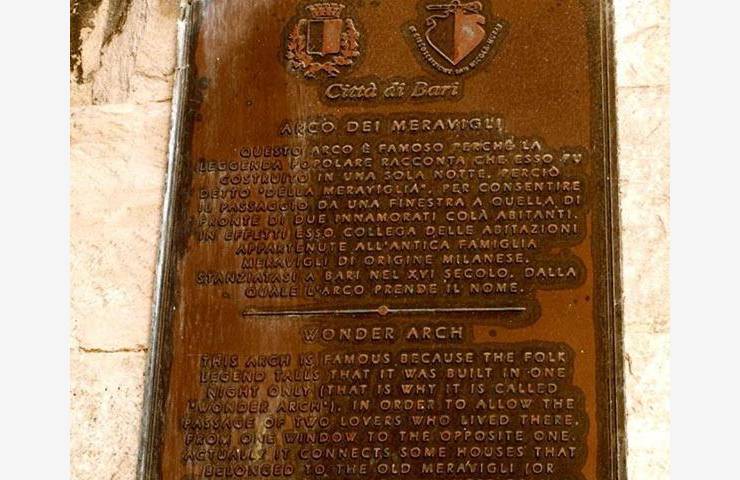 Città di Bari
ARCO DEI MERAVIGLI
QUESTO ARCO È FAMOSO PERCHÉ LA
LEGGENDA POPOLARE RACCONTA CHE ESSO FU
COSTRUITO IN UNA SOLA NOTTE, PERCIÒ
DETTO "DELLA MERAVIGLIA", PER CONSENTIRE
IL PASSAGGIO DA UNA FINESTRA A QUELLA DI
FRONTE DI DUE INNAMORATI COLÀ ABITANTI.
IN EFFETTI ESSO COLLEGA DELLE ABITAZIONI
APPARTENUTE ALL'ANTICA FAMIGLIA
MERAVIGLI DI ORIGINE MILANESE,
STANZIATASI A BARI NEL XVI SECOLO, DALLA
QUALE L'ARCO PRENDE IL NOME.
WONDER ARCH
THIS ARCH IS FAMOUS BECAUSE THE FOLK
LEGEND TALLS THAT IT WAS BUILT IN ONE
NIGHT ONLY (THAT IS WHY IT IS CALLED
"WONDER ARCH"), IN ORDER TO ALLOW THE
PASSAGE OF TWO LOVERS WHO LIVED THERE,
FROM ONE WINDOW TO THE OPPOSITE ONE.
ACTUALLY IT CONNECTS SOME HOUSES THAT
BELONGED TO THE OLD MERAVIGLI (OR